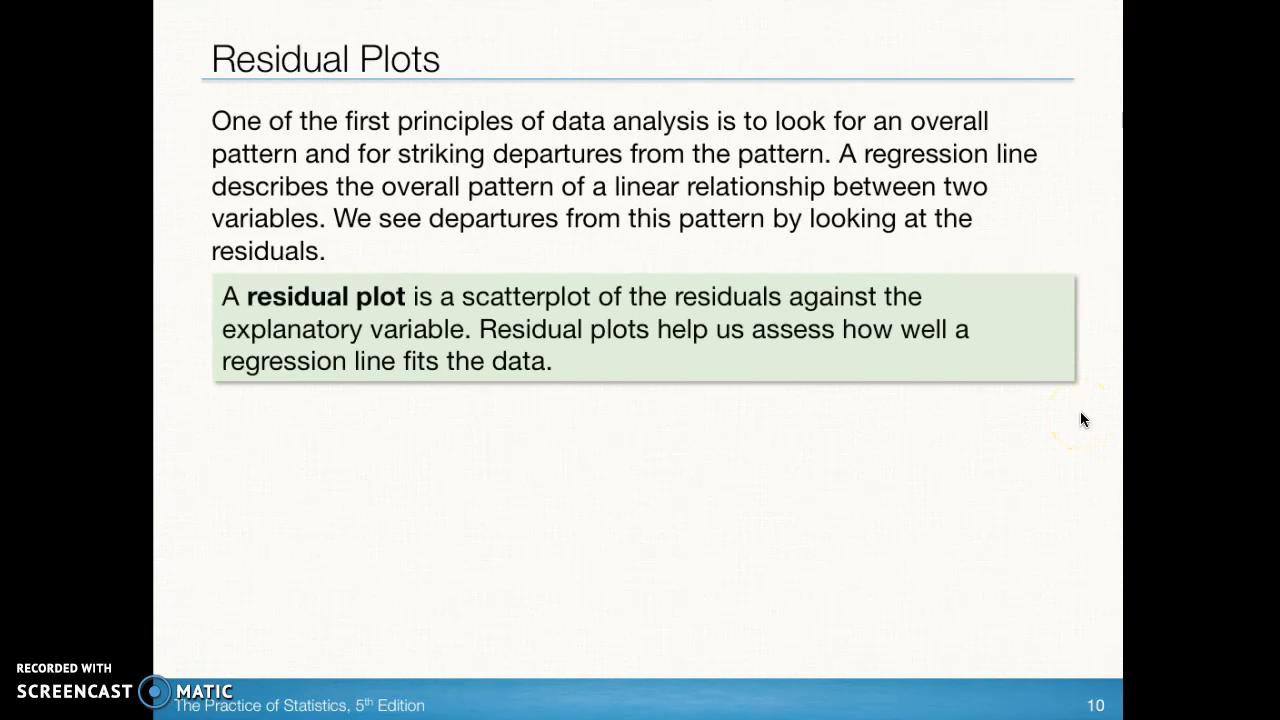 Residual Plots
One of the first principles of data analysis is to look for an overall
pattern and for striking departures from the pattern. A regression line
describes the overall pattern of a linear relationship between two
variables. We see departures from this pattern by looking at the
residuals.
A residual plot is a scatterplot of the residuals against the
explanatory variable. Residual plots help us assess how well a
regression line fits the data.
RECORDED WITH
SCREENCAST MATIC
The Practice of Statistics, 5th Edition
10